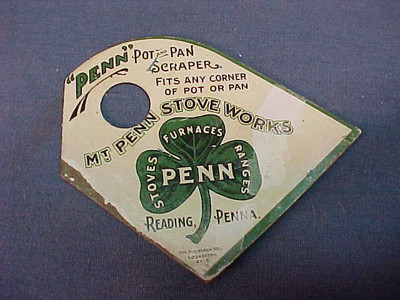 "PENN" POT AND PAN
SCRAPER.
FITS ANY CORNER
OF POT OR PAN
MT. PENN STOVE WORKS
FURNACES
STOVES
RANGES
PENN
READING, PENNA.